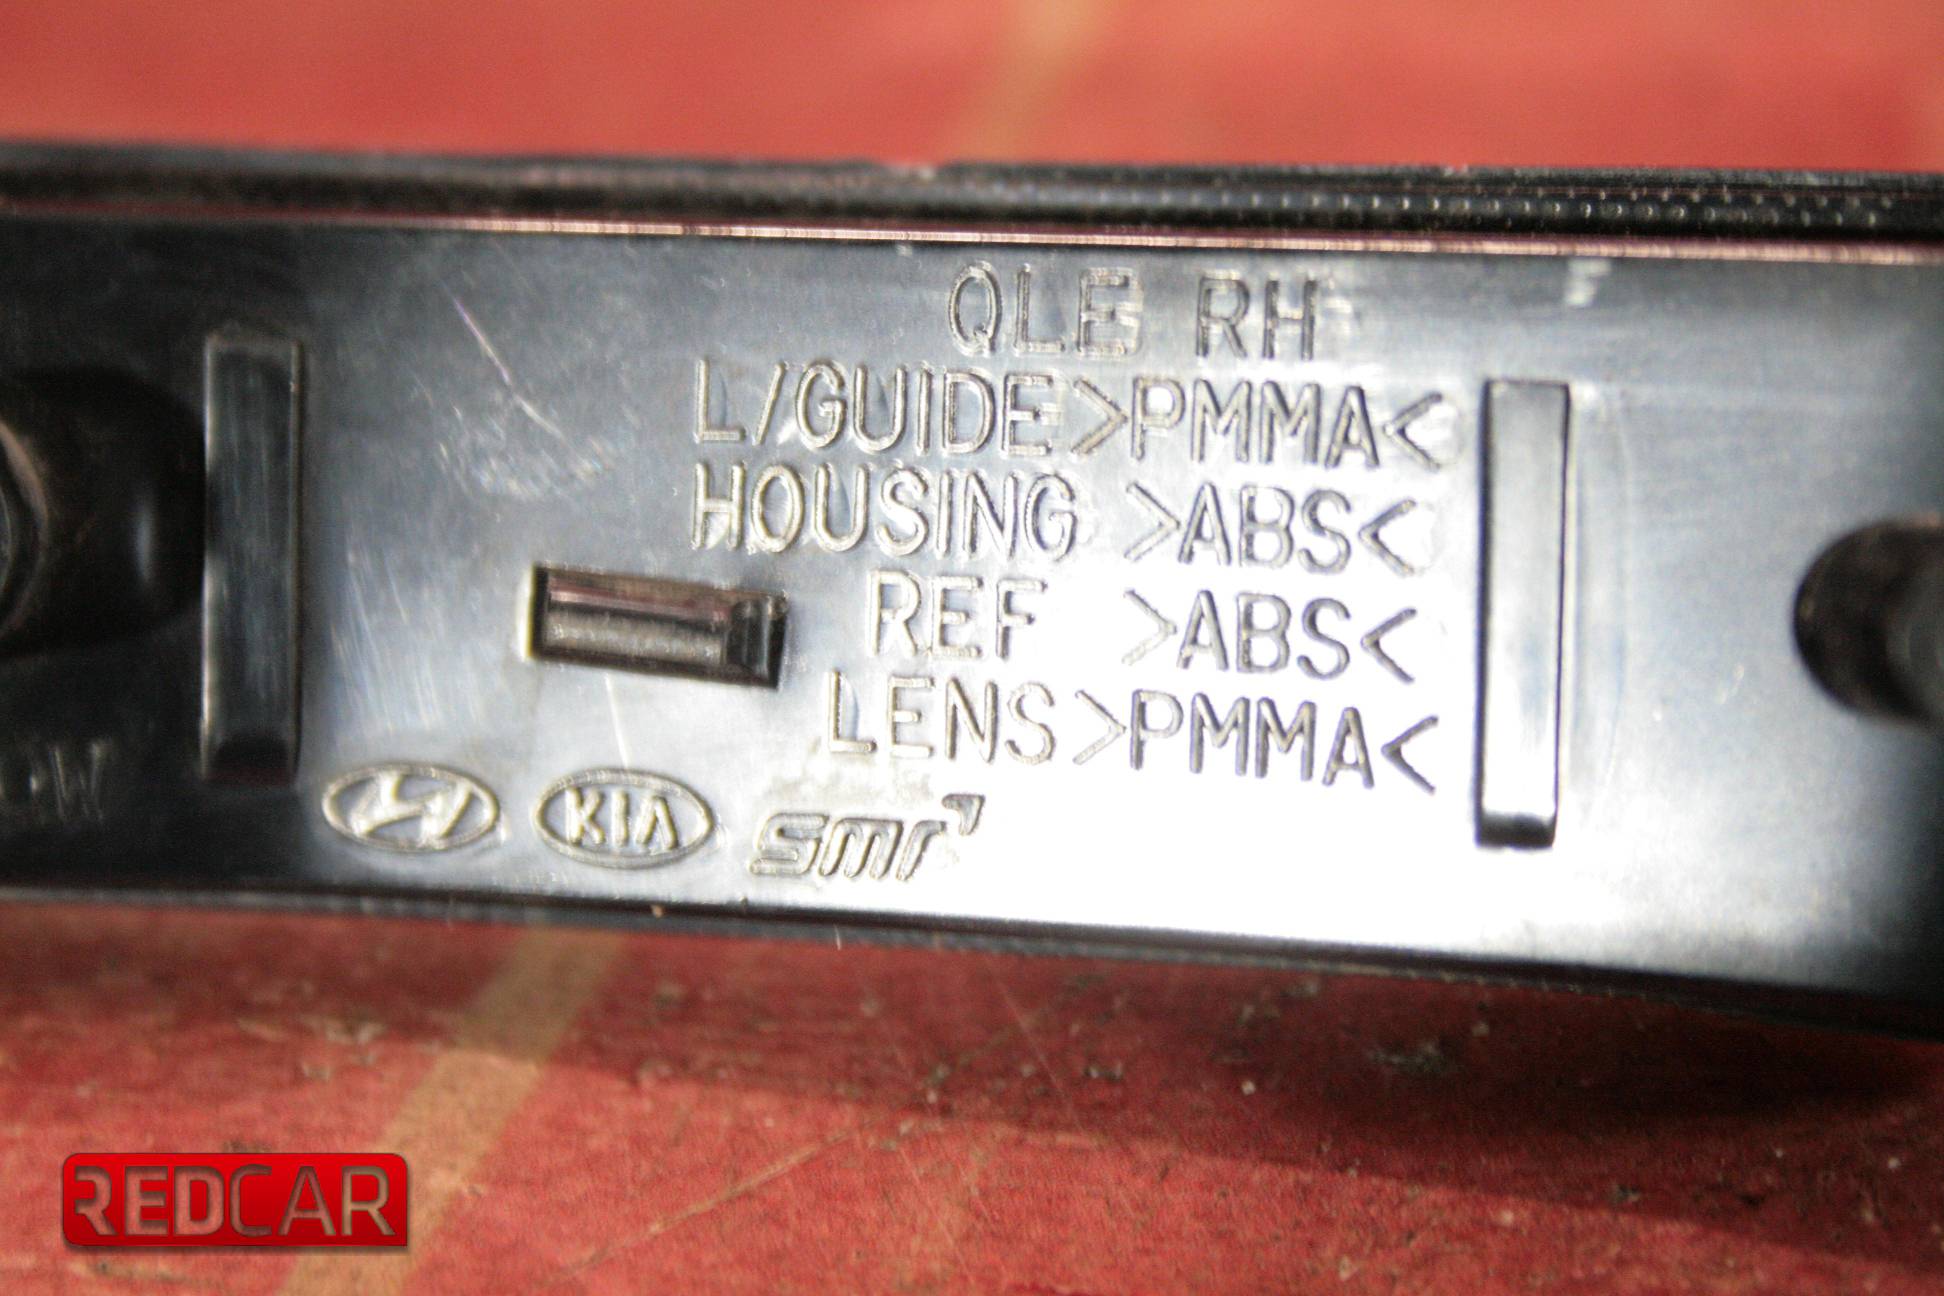 QLE RH
L/GUIDE>PMMA<
HOUSING >ABS<
REF >ABS<
LENS>PMMA<
KIA smr
REDCAR